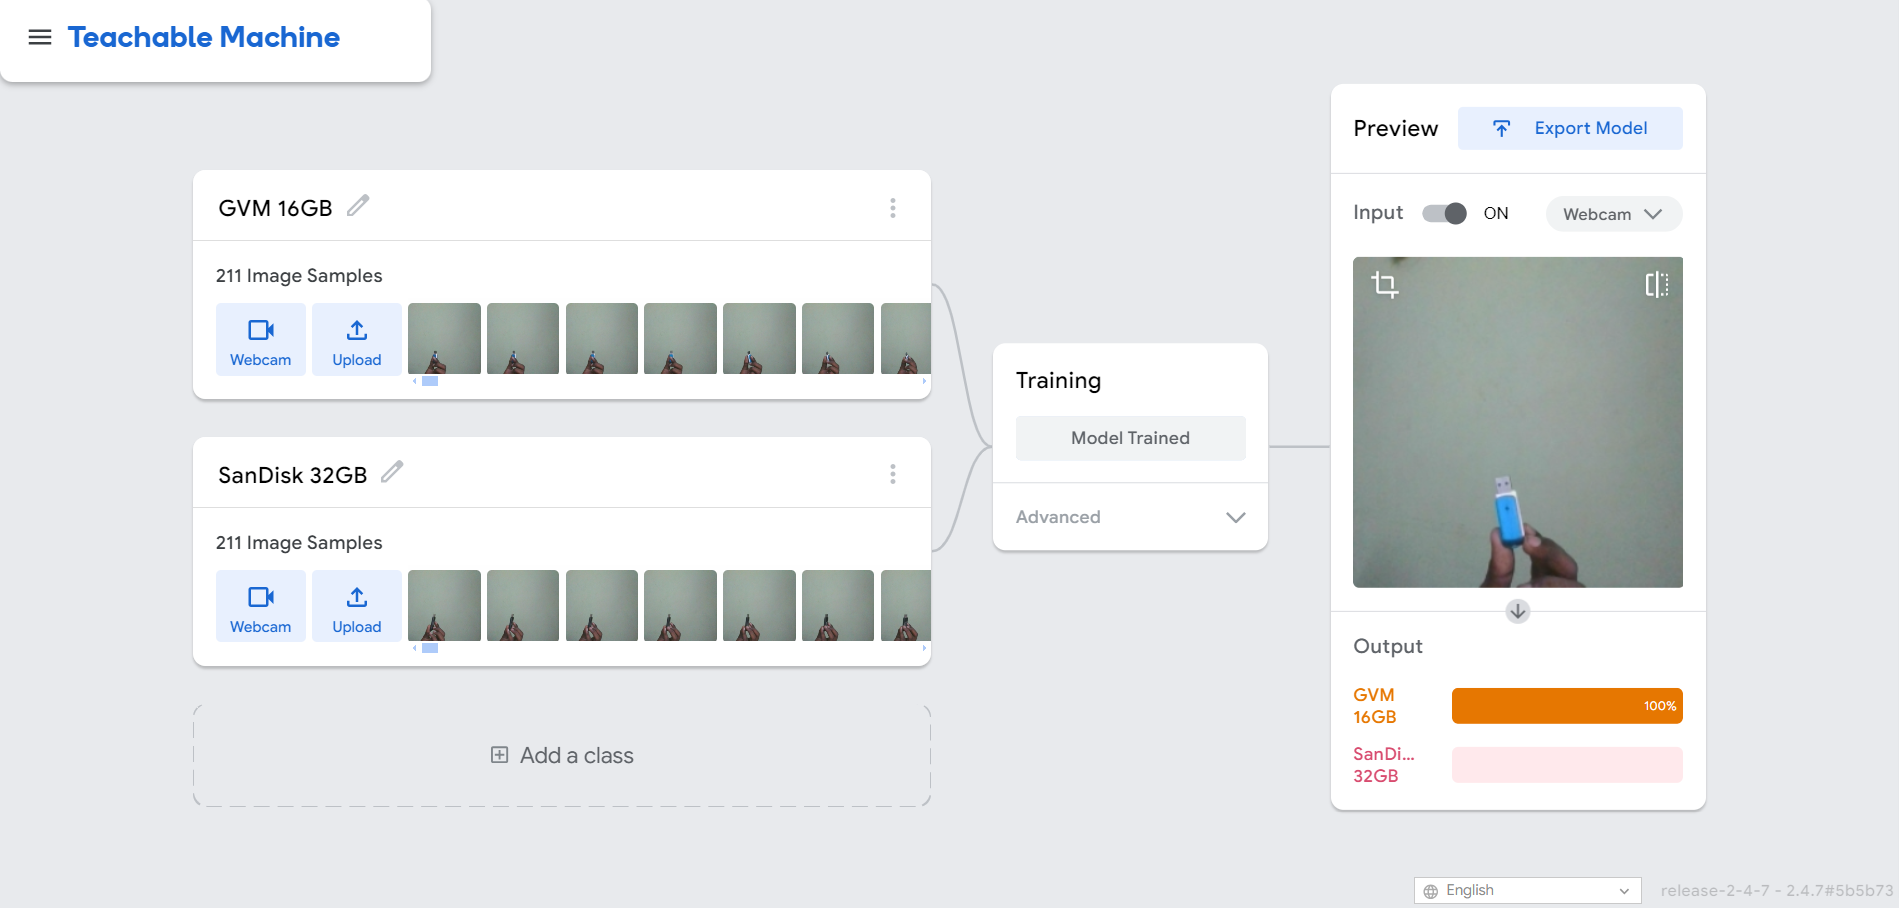 Teachable Machine
GVM 16GB
211 Image Samples
Webcam
Upload
SanDisk 32GB
211 Image Samples
Webcam
Upload
Add a class
Training
Model Trained
Advanced
Preview
Export Model
Input
ON
Webcam
Output
GVM
16GB
100%
SanDi...
32GB
English
release-2-4-7 - 2.4.7#5b5b73